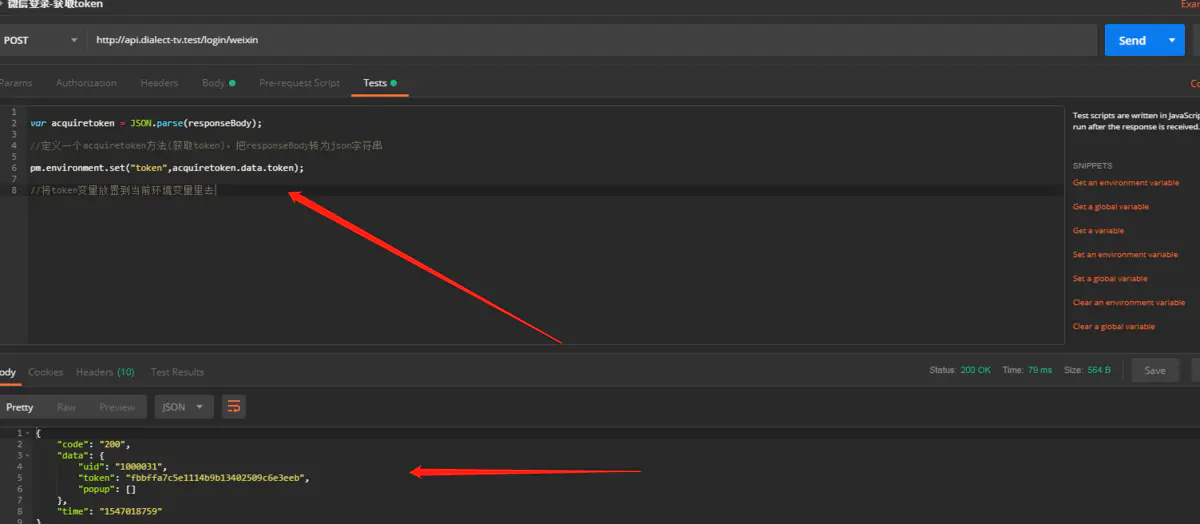 微信登录-获取token
Exar
POST
http://api.dialect-tv.test/login/weixin
Send
Params Authorization Headers Body Pre-request Script Tests
Co
1
2 var acquiretoken = JSON.parse(responseBody);
3
4 //定义一个acquiretoken方法(获取token)，把responseBody转为json字符串
5
6 pm.environment.set("token",acquiretoken.data.token);
7
8 //将token变量放置到当前环境变量里去
Test scripts are written in JavaScrip
run after the response is received.
SNIPPETS
Get an environment variable
Get a global variable
Get a variable
Set an environment variable
Set a global variable
Clear an environment variable
Clear a global variable
ody Cookies Headers (10) Test Results
Status: 200 OK Time: 79 ms Size: 564 B
Save
Pretty Raw Preview JSON
1 {
2 "code": "200",
3 "data": {
4 "uid": "1000031",
5 "token": "fbbffa7c5e1114b9b13402509c6e3eeb",
6 "popup": []
7 },
8 "time": "1547018759"
9 }